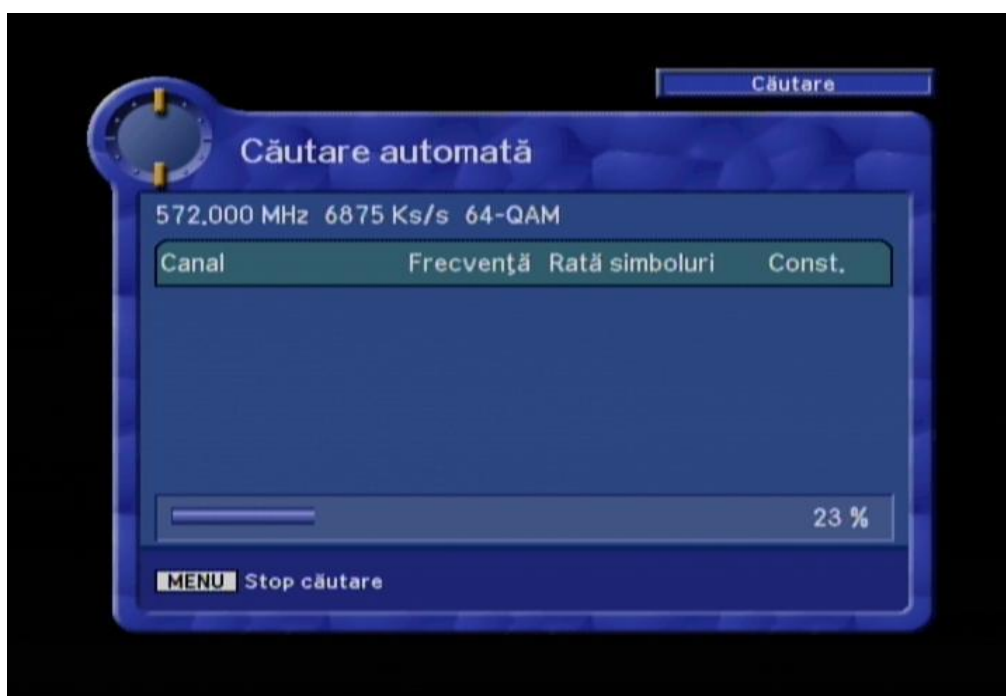 Căutare
Căutare automată
572.000 MHz 6875 Ks/s 64-QAM
Canal Frecvenţă Rată simboluri Const.
23 %
MENU Stop căutare